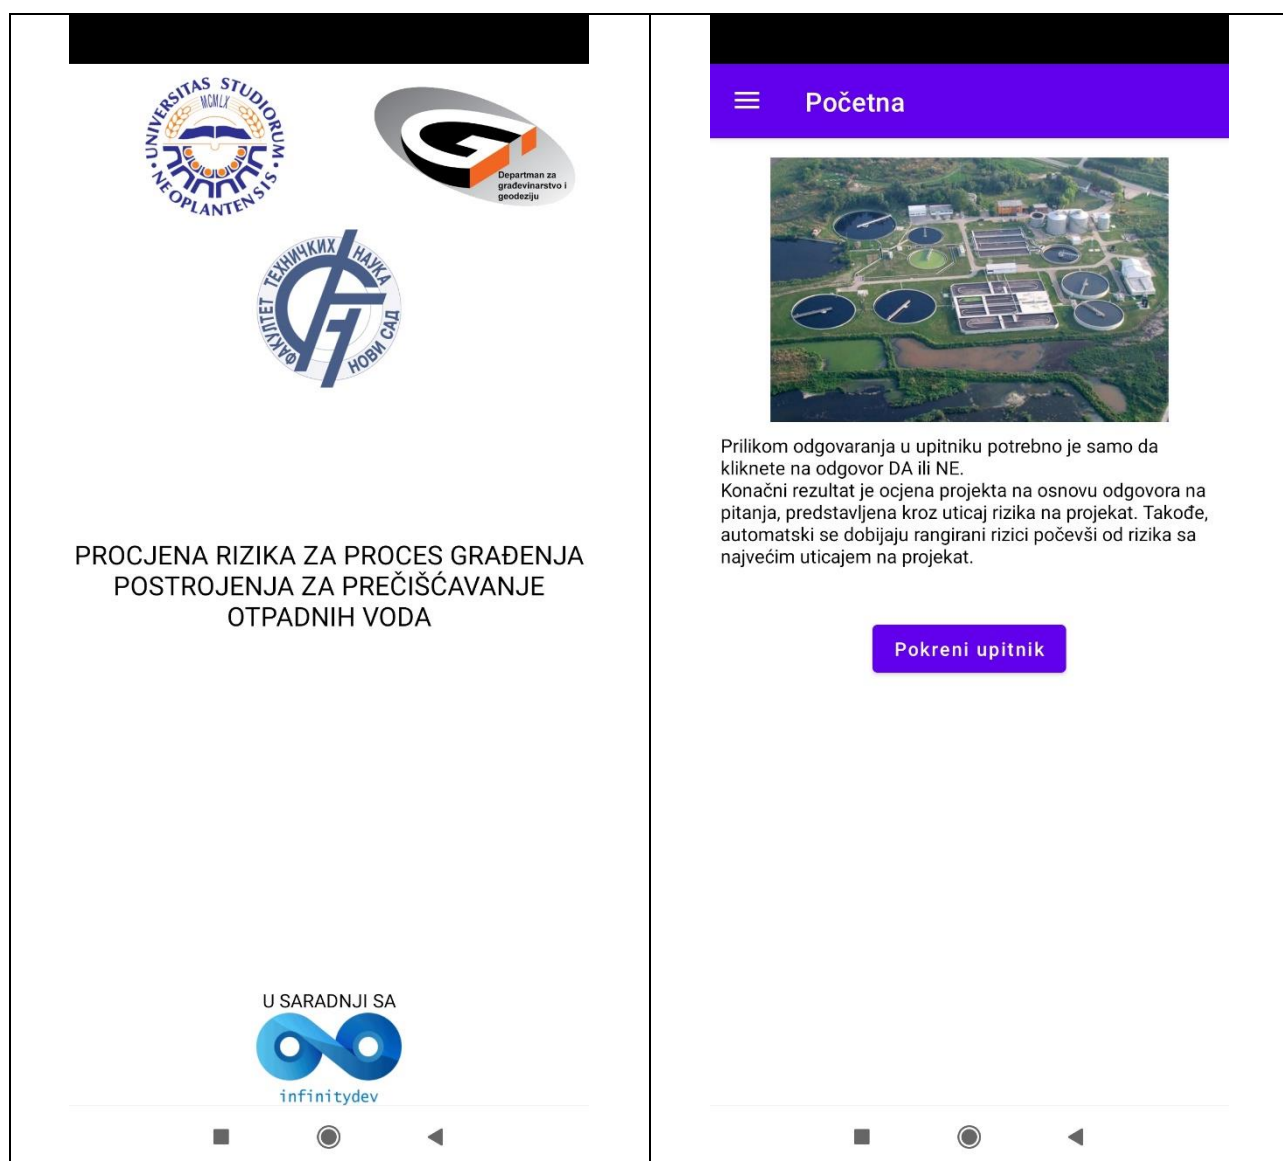 UNIVERSITAS STUDIORUM
NEOPLANTENSIS
MCMLX
Departman za
građevinarstvo i
geodeziju
ФАКУЛТЕТ ТЕХНИЧКИХ НАУКА
НОВИ САД
PROCJENA RIZIKA ZA PROCES GRAĐENJA
POSTROJENJA ZA PREČIŠĆAVANJE
OTPADNIH VODA
U SARADNJI SA
infinitydev
Početna
Prilikom odgovaranja u upitniku potrebno je samo da
kliknete na odgovor DA ili NE.
Konačni rezultat je ocjena projekta na osnovu odgovora na
pitanja, predstavljena kroz uticaj rizika na projekat. Takođe,
automatski se dobijaju rangirani rizici počevši od rizika sa
najvećim uticajem na projekat.
Pokreni upitnik